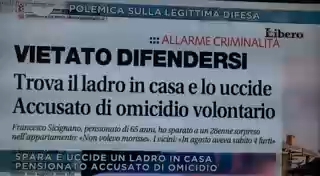 POLEMICA SULLA LEGITTIMA DIFESA
Libero
ALLARME CRIMINALITÀ
VIETATO DIFENDERSI
Trova il ladro in casa e lo uccide
Accusato di omicidio volontario
Francesco Sicignano, pensionato di 65 anni, ha sparato a un 28enne sorpreso
nell'appartamento: «Non volevo morisse». I vicini: «In agosto aveva subito 4 furti»
SPARA E UCCIDE UN LADRO IN CASA
PENSIONATO ACCUSATO DI OMICIDIO